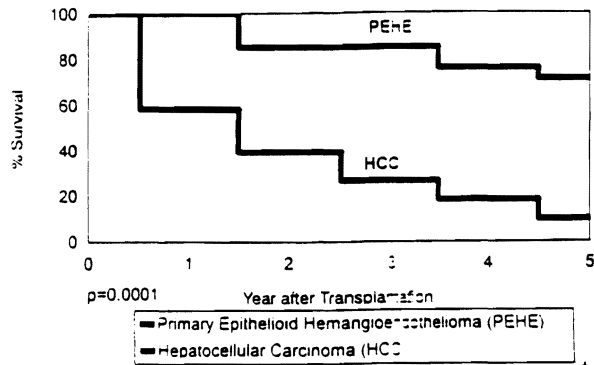 100
PEHE
80
60
% Survival
40
HCC
20
0
0 1 2 3 4 5
p=0.0001 Year after Transplantation
Primary Epithelioid Hemangioendothelioma (PEHE)
Hepatocellular Carcinoma (HCC